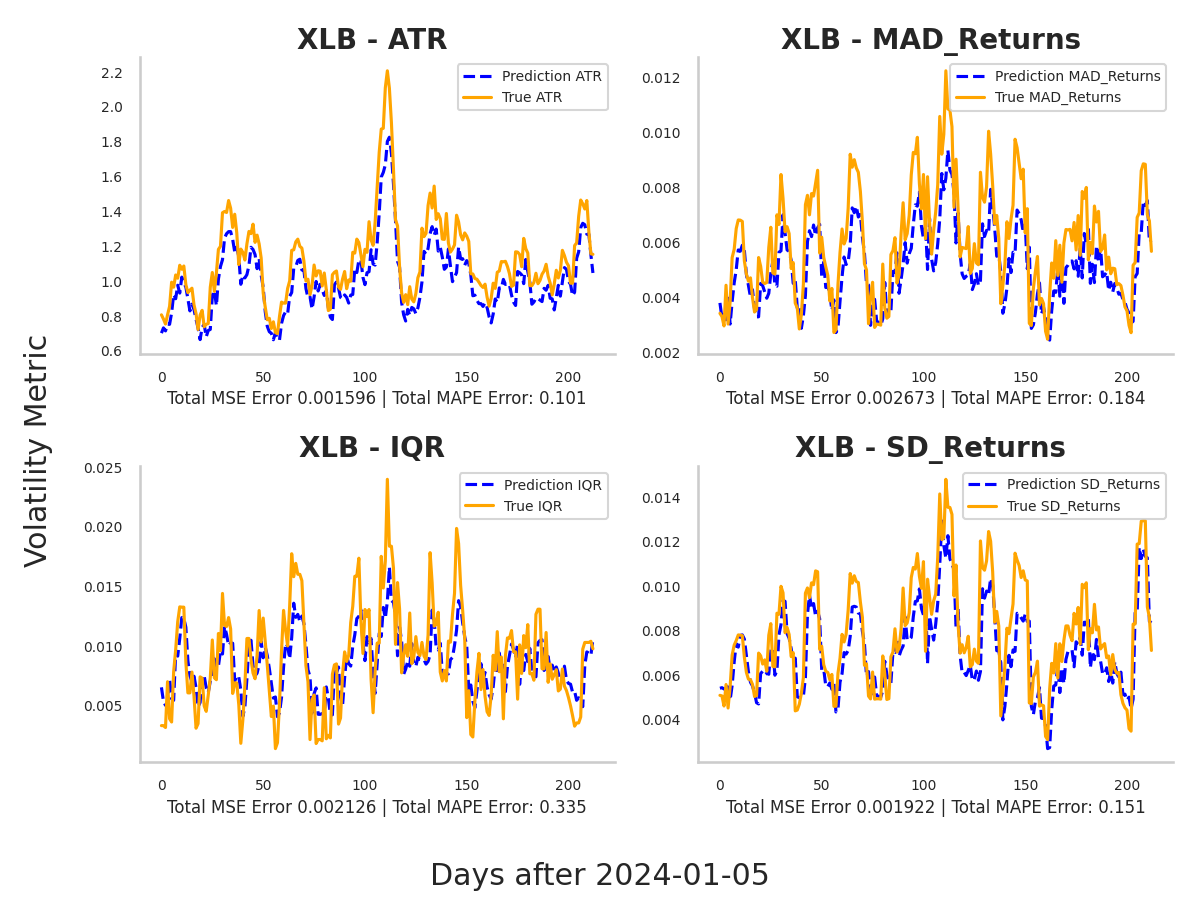 XLB - ATR
2.2
2.0
1.8
1.6
1.4
1.2
1.0
0.8
0.6
Prediction ATR
True ATR
0 50 100 150 200
Total MSE Error 0.001596 | Total MAPE Error: 0.101
XLB - MAD_Returns
0.012
0.010
0.008
0.006
0.004
0.002
Prediction MAD_Returns
True MAD_Returns
0 50 100 150 200
Total MSE Error 0.002673 | Total MAPE Error: 0.184
Volatility Metric
XLB - IQR
0.025
0.020
0.015
0.010
0.005
Prediction IQR
True IQR
0 50 100 150 200
Total MSE Error 0.002126 | Total MAPE Error: 0.335
XLB - SD_Returns
0.014
0.012
0.010
0.008
0.006
0.004
Prediction SD_Returns
True SD_Returns
0 50 100 150 200
Total MSE Error 0.001922 | Total MAPE Error: 0.151
Days after 2024-01-05